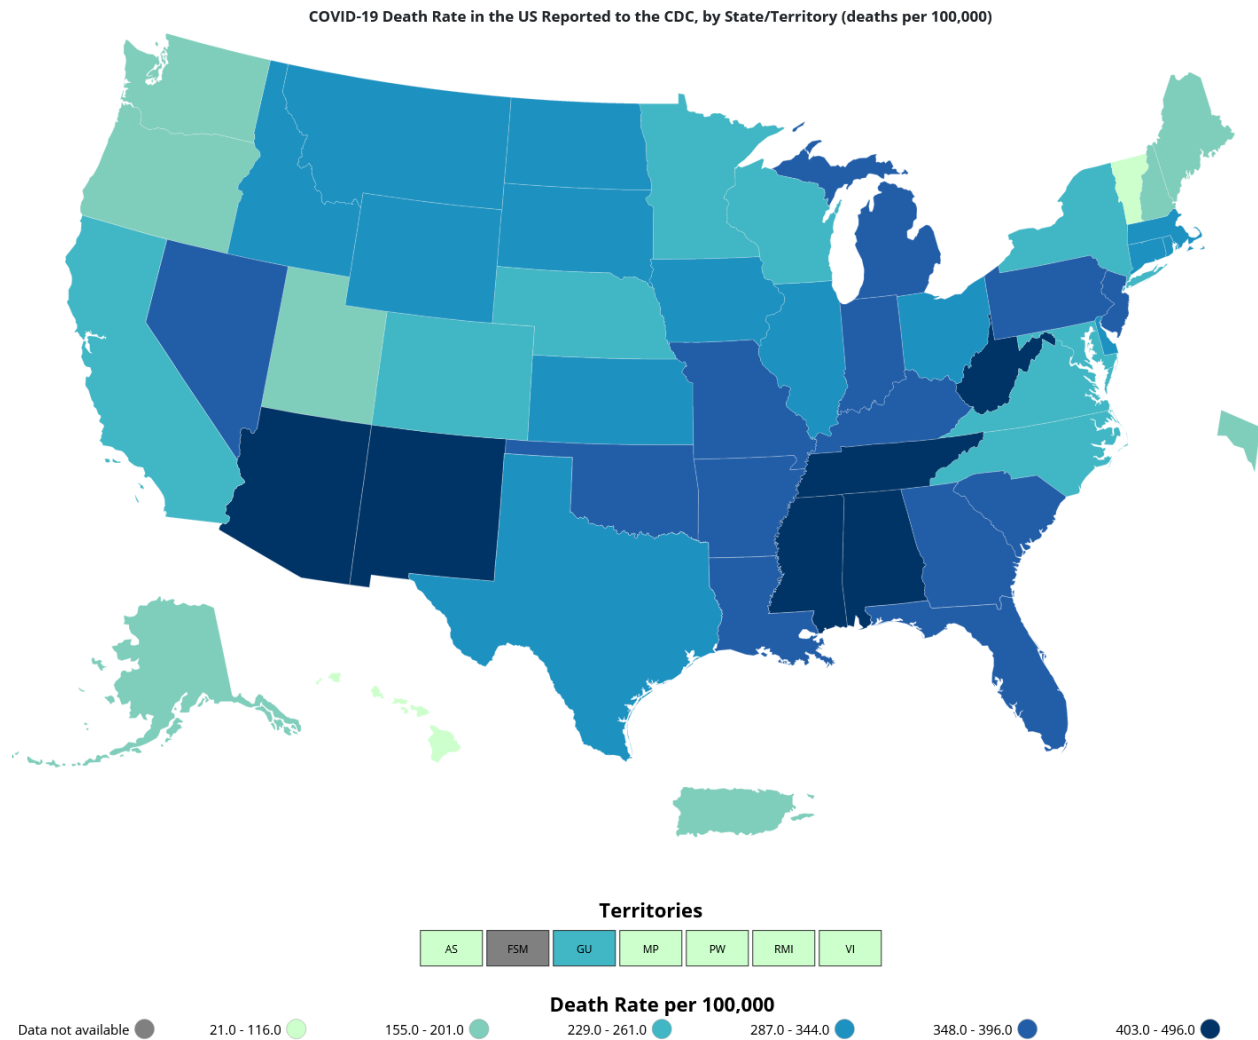 COVID-19 Death Rate in the US Reported to the CDC, by State/Territory (deaths per 100,000)
Territories
AS FSM GU MP PW RMI VI
Death Rate per 100,000
Data not available 21.0 - 116.0 155.0 - 201.0 229.0 - 261.0 287.0 - 344.0 348.0 - 396.0 403.0 - 496.0